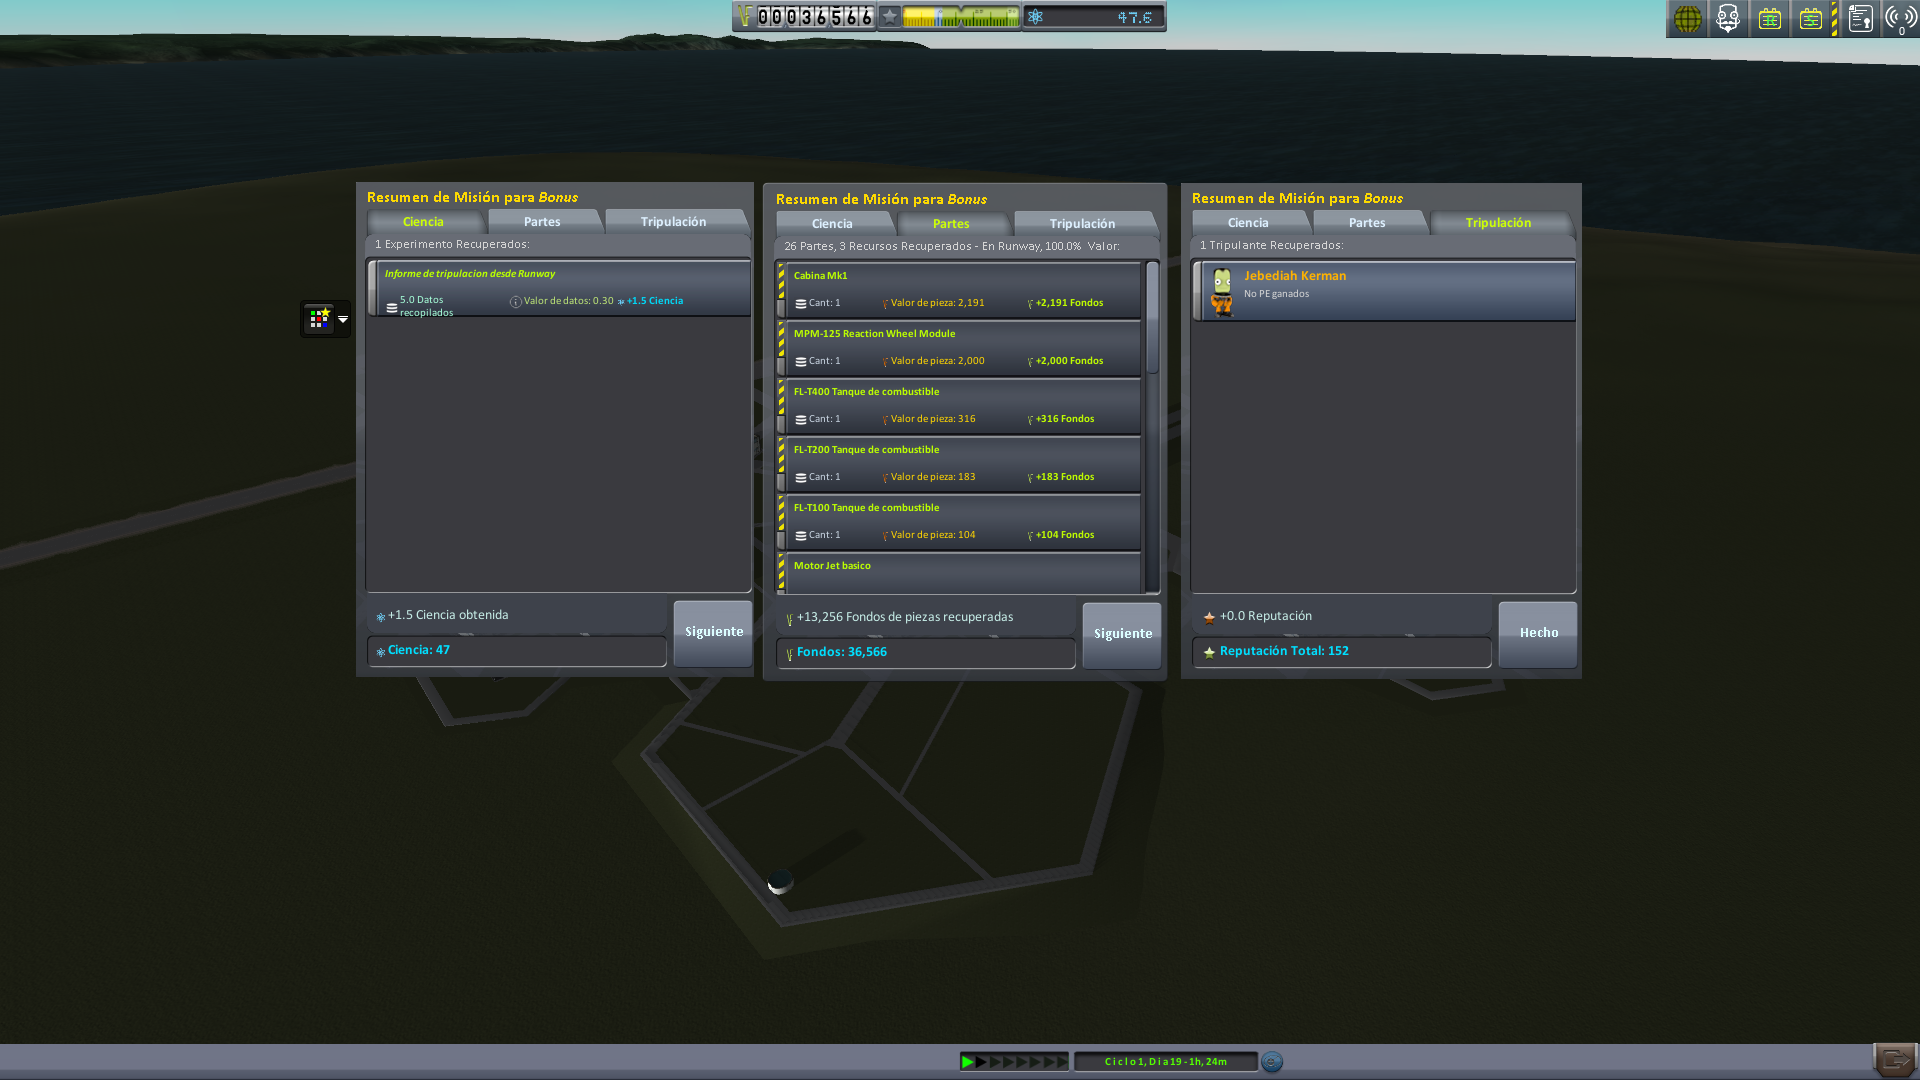 00036566
47.6
0
Resumen de Misión para Bonus
Ciencia
Partes
Tripulación
1 Experimento Recuperados:
Informe de tripulacion desde Runway
5.0 Datos recopilados
Valor de datos: 0.30
+1.5 Ciencia
+1.5 Ciencia obtenida
Ciencia: 47
Siguiente
Resumen de Misión para Bonus
Ciencia
Partes
Tripulación
26 Partes, 3 Recursos Recuperados - En Runway, 100.0% Valor:
Cabina Mk1
Cant: 1
Valor de pieza: 2,191
+2,191 Fondos
MPM-125 Reaction Wheel Module
Cant: 1
Valor de pieza: 2,000
+2,000 Fondos
FL-T400 Tanque de combustible
Cant: 1
Valor de pieza: 316
+316 Fondos
FL-T200 Tanque de combustible
Cant: 1
Valor de pieza: 183
+183 Fondos
FL-T100 Tanque de combustible
Cant: 1
Valor de pieza: 104
+104 Fondos
Motor Jet basico
+13,256 Fondos de piezas recuperadas
Fondos: 36,566
Siguiente
Resumen de Misión para Bonus
Ciencia
Partes
Tripulación
1 Tripulante Recuperados:
Jebediah Kerman
No PE ganados
+0.0 Reputación
Reputación Total: 152
Hecho
Ciclo 1, Dia 19 - 1h, 24m